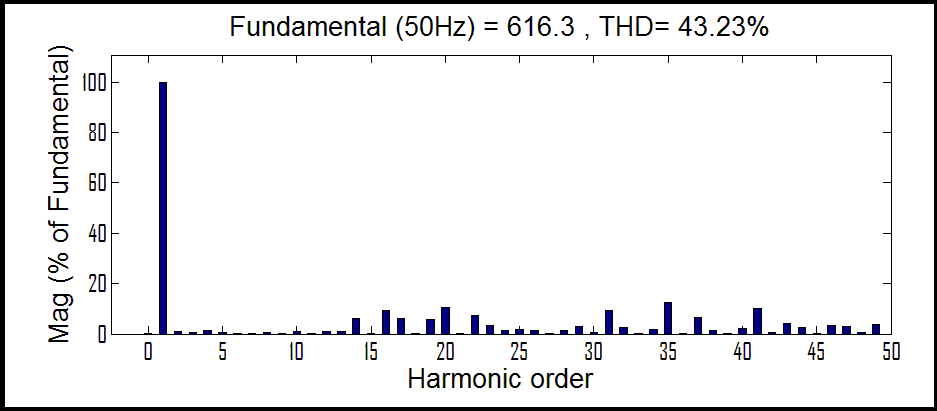 Fundamental (50Hz) = 616.3 , THD= 43.23%
Mag (% of Fundamental)
100
80
60
40
20
0
0 5 10 15 20 25 30 35 40 45 50
Harmonic order